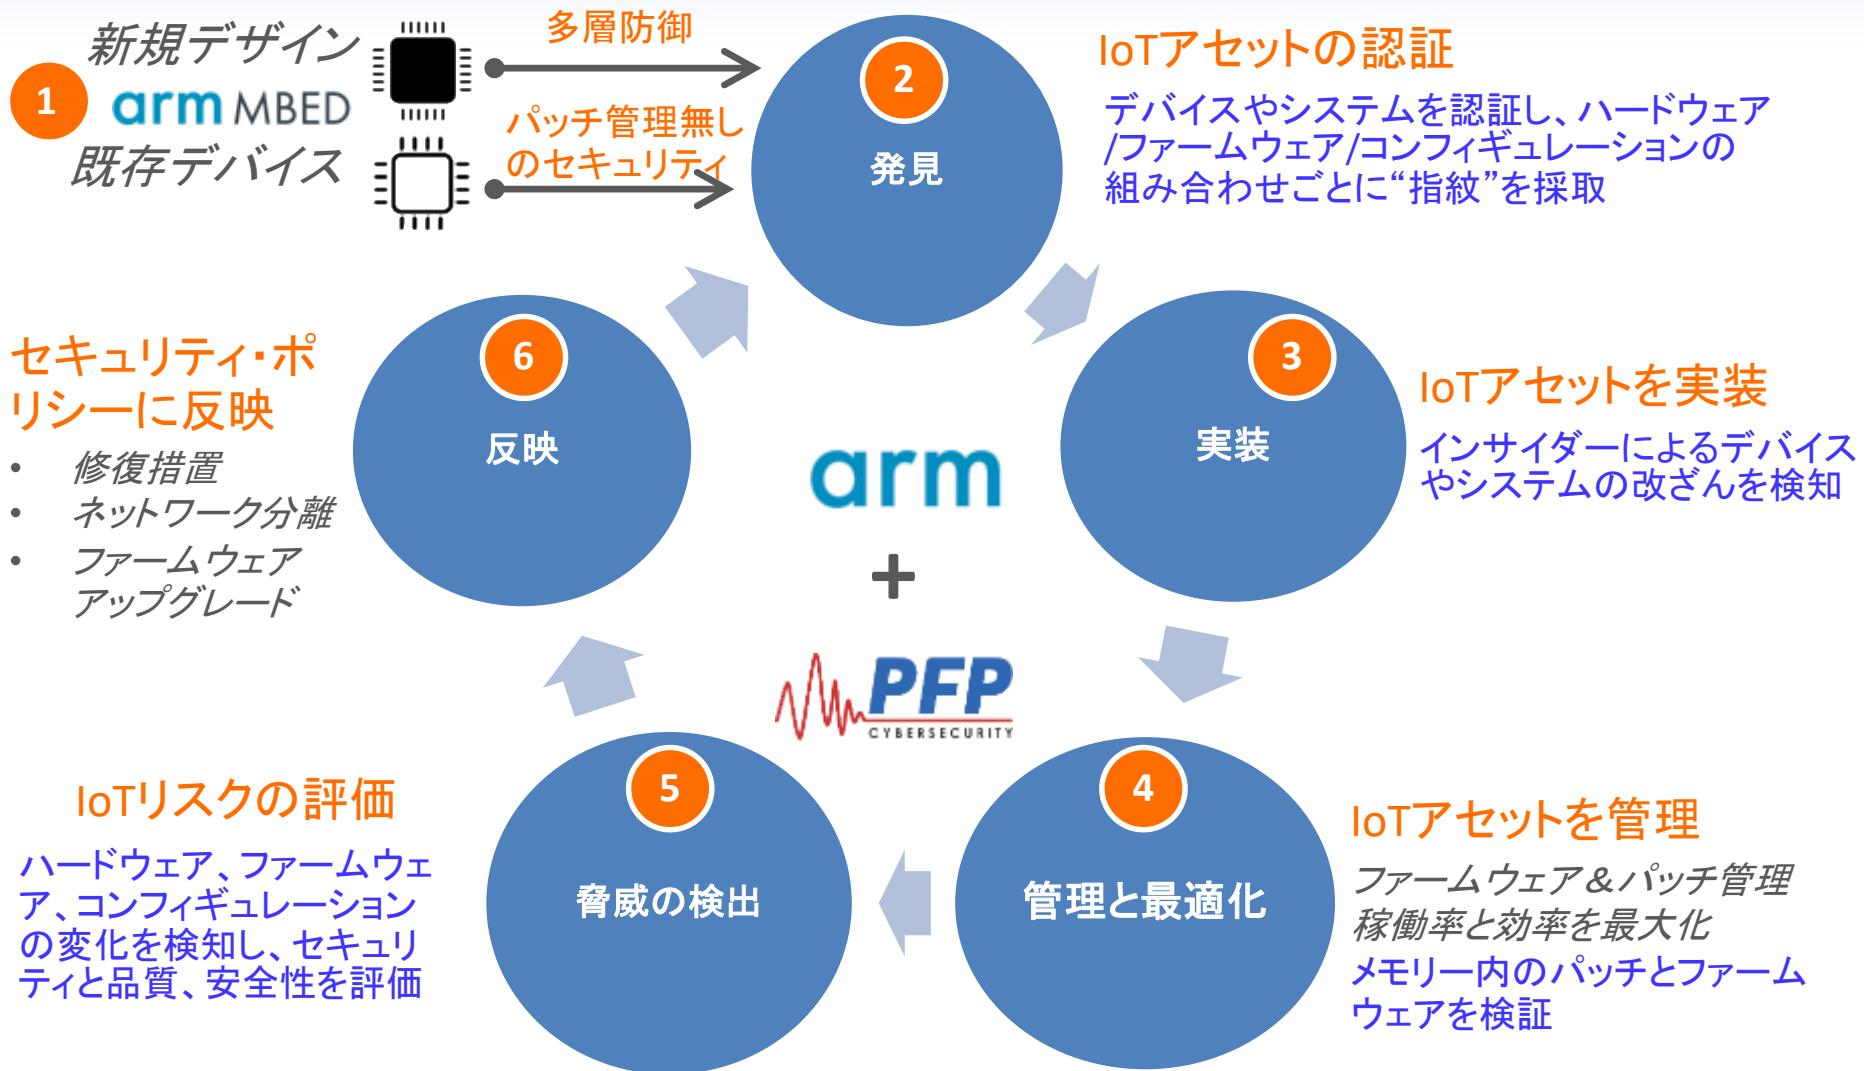 新規デザイン
1
arm MBED
既存デバイス
多層防御
パッチ管理無し
のセキュリティ
2
発見
IoTアセットの認証
デバイスやシステムを認証し、ハードウェア
/ファームウェア/コンフィギュレーションの
組み合わせごとに“指紋”を採取
3
実装
IoTアセットを実装
インサイダーによるデバイス
やシステムの改ざんを検知
4
管理と最適化
IoTアセットを管理
ファームウェア＆パッチ管理
稼働率と効率を最大化
メモリー内のパッチとファーム
ウェアを検証
5
脅威の検出
IoTリスクの評価
ハードウェア、ファームウェ
ア、コンフィギュレーション
の変化を検知し、セキュリ
ティと品質、安全性を評価
6
反映
セキュリティ・ポ
リシーに反映
• 修復措置
• ネットワーク分離
• ファームウェア
アップグレード
arm
+
PFP
CYBERSECURITY